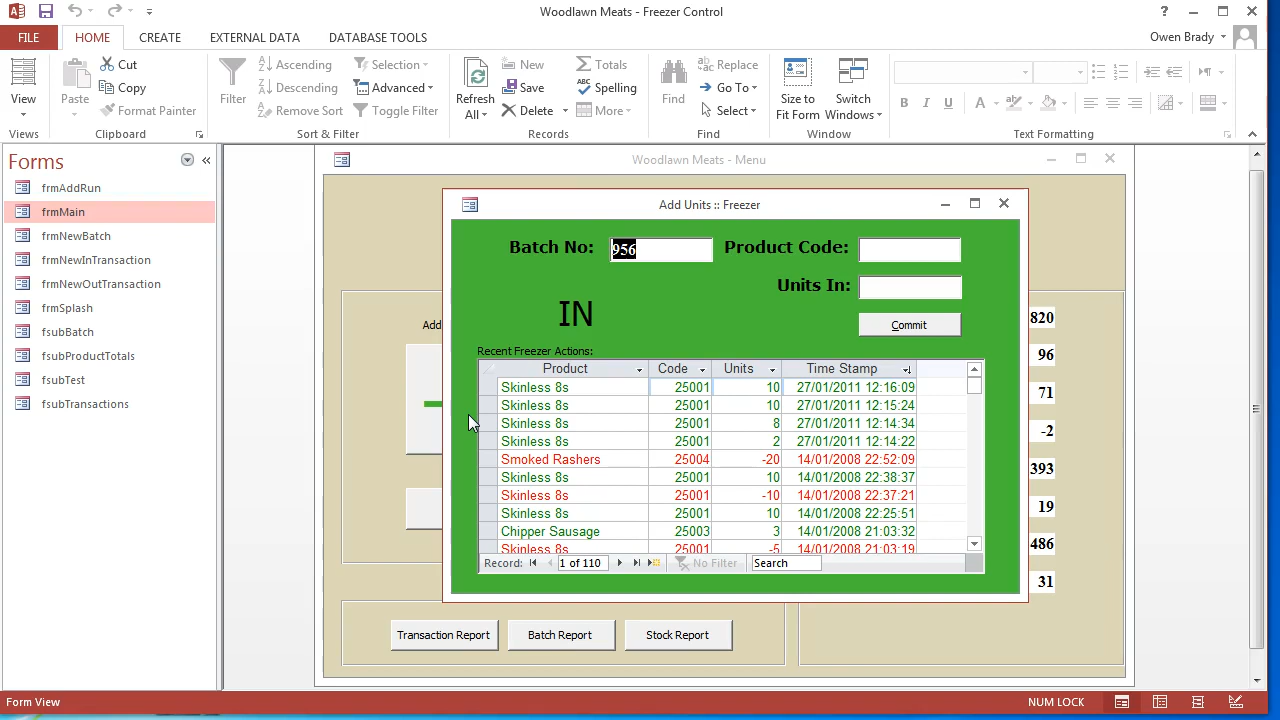 Woodlawn Meats - Freezer Control
FILE HOME CREATE EXTERNAL DATA DATABASE TOOLS
Owen Brady
View
Views
Paste
Cut
Copy
Format Painter
Clipboard
Filter
Ascending
Descending
Remove Sort
Selection
Advanced
Toggle Filter
Sort & Filter
Refresh
All
New
Save
Delete
Totals
Spelling
More
Records
Find
Replace
Go To
Select
Find
Size to
Fit Form
Switch
Windows
Window
B I U A
Text Formatting
Forms
frmAddRun
frmMain
frmNewBatch
frmNewInTransaction
frmNewOutTransaction
frmSplash
fsubBatch
fsubProductTotals
fsubTest
fsubTransactions
Woodlawn Meats - Menu
Add
820
96
71
-2
393
19
486
31
Add Units :: Freezer
Batch No: 956 Product Code:
Units In:
IN
Commit
Recent Freezer Actions:
Product Code Units Time Stamp
Skinless 8s 25001 10 27/01/2011 12:16:09
Skinless 8s 25001 10 27/01/2011 12:15:24
Skinless 8s 25001 8 27/01/2011 12:14:34
Skinless 8s 25001 2 27/01/2011 12:14:22
Smoked Rashers 25004 -20 14/01/2008 22:52:09
Skinless 8s 25001 10 14/01/2008 22:38:37
Skinless 8s 25001 -10 14/01/2008 22:37:21
Skinless 8s 25001 10 14/01/2008 22:25:51
Chipper Sausage 25003 3 14/01/2008 21:03:32
Skinless 8s 25001 -5 14/01/2008 21:03:19
Record: 1 of 110 No Filter Search
Transaction Report Batch Report Stock Report
Form View NUM LOCK